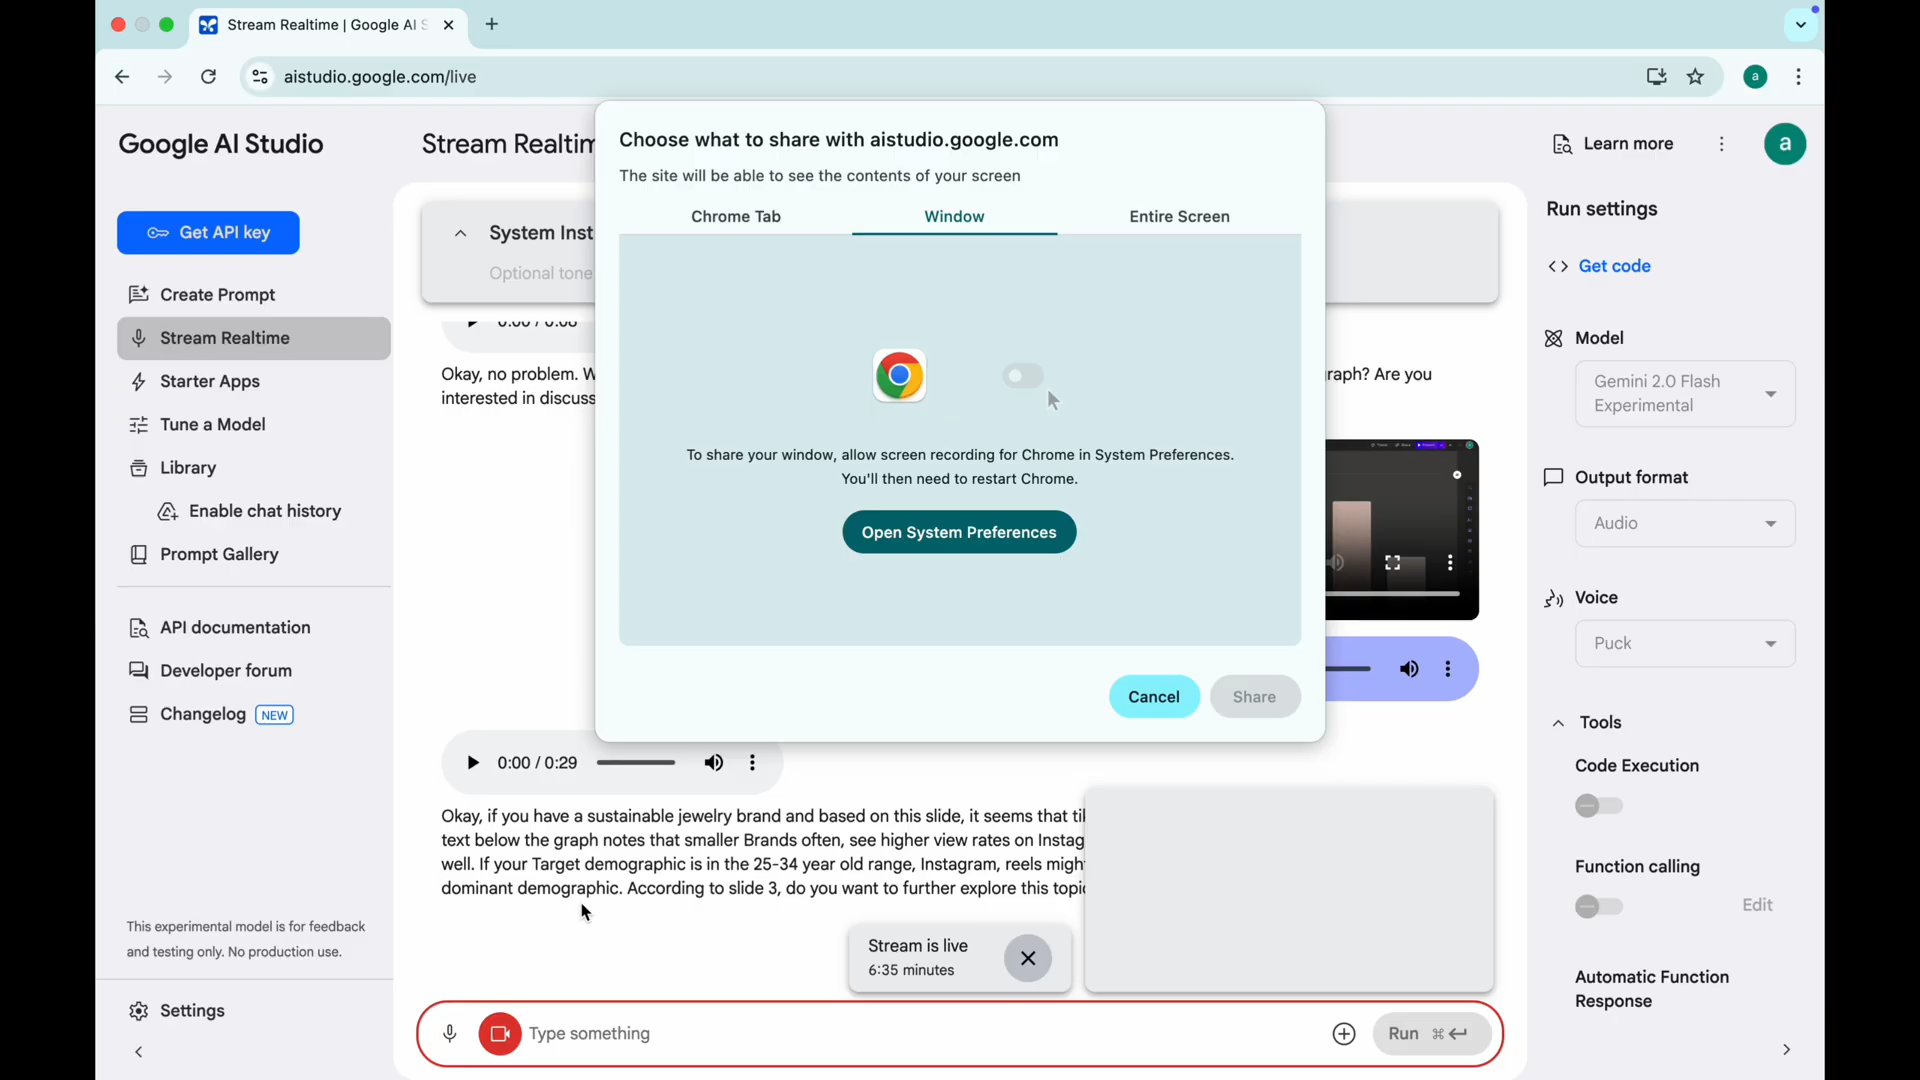 Stream Realtime | Google AI S
aistudio.google.com/live
a
Google AI Studio
Stream Realtim
Learn more
a
Get API key
Create Prompt
Stream Realtime
Starter Apps
Tune a Model
Library
Enable chat history
Prompt Gallery
API documentation
Developer forum
Changelog NEW
This experimental model is for feedback
and testing only. No production use.
Settings
System Inst
Optional tone
0:00 / 0:08
Okay, no problem. W
raph? Are you
interested in discuss
Choose what to share with aistudio.google.com
The site will be able to see the contents of your screen
Chrome Tab
Window
Entire Screen
To share your window, allow screen recording for Chrome in System Preferences.
You'll then need to restart Chrome.
Open System Preferences
Cancel
Share
0:00 / 0:29
Okay, if you have a sustainable jewelry brand and based on this slide, it seems that ti
text below the graph notes that smaller Brands often, see higher view rates on Instag
well. If your Target demographic is in the 25-34 year old range, Instagram, reels migh
dominant demographic. According to slide 3, do you want to further explore this topi
Stream is live
6:35 minutes
Type something
Run ⌘↵
Run settings
Get code
Model
Gemini 2.0 Flash
Experimental
Output format
Audio
Voice
Puck
Tools
Code Execution
Function calling
Edit
Automatic Function
Response